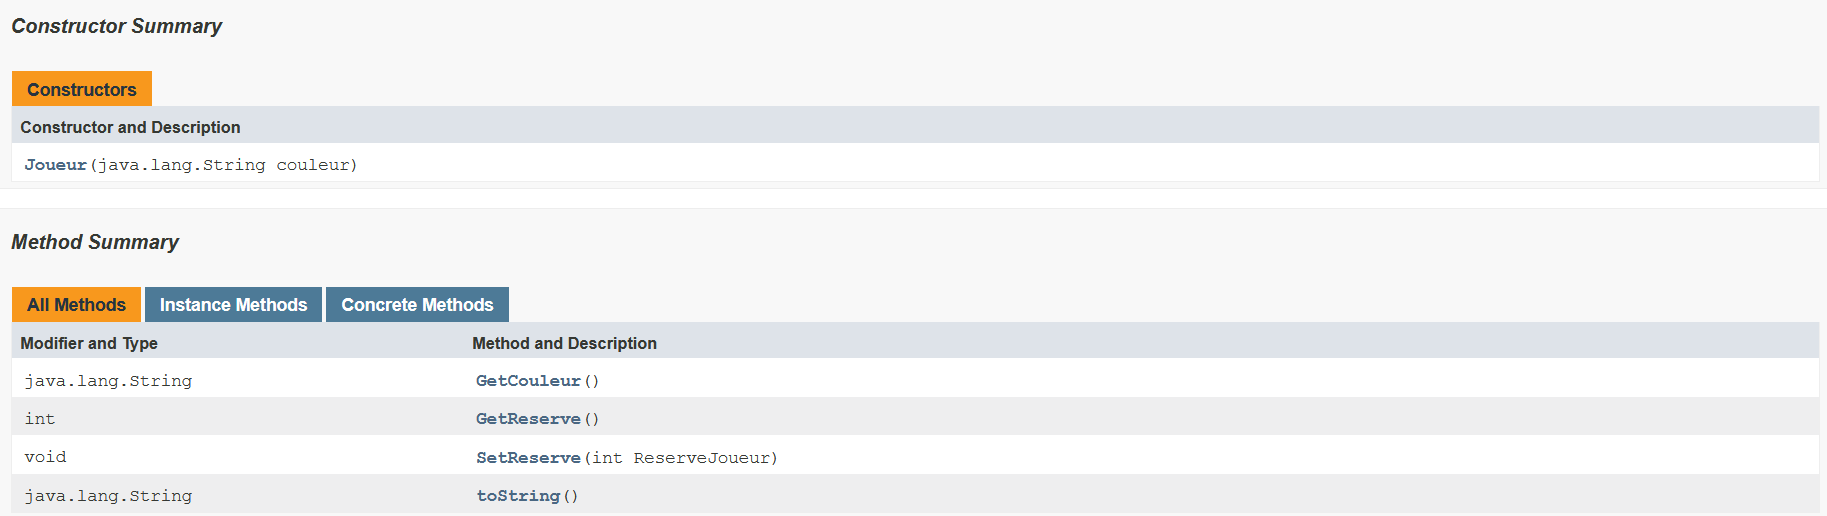 Constructor Summary
Constructors
Constructor and Description
Joueur(java.lang.String couleur)
Method Summary
All Methods Instance Methods Concrete Methods
Modifier and Type Method and Description
java.lang.String GetCouleur()
int GetReserve()
void SetReserve(int ReserveJoueur)
java.lang.String toString()